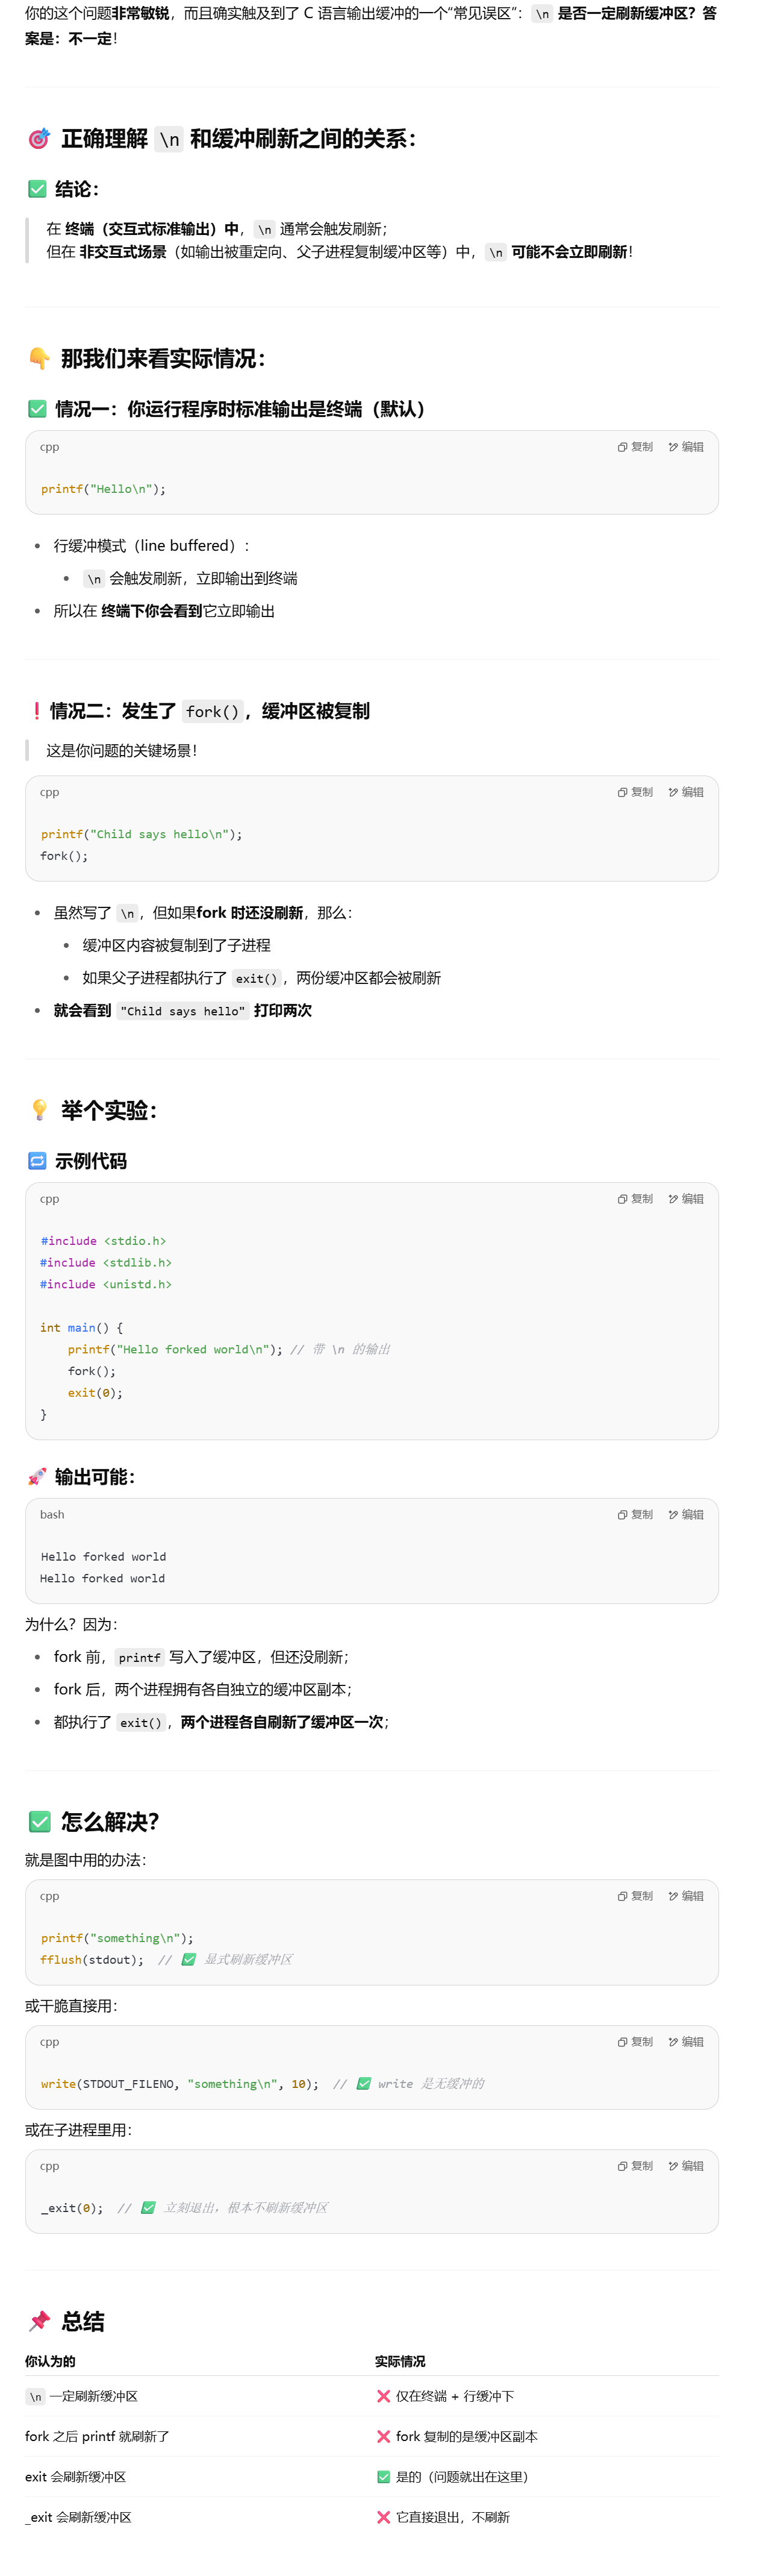 你的这个问题非常敏锐，而且确实触及到了 C 语言输出缓冲的一个“常见误区”：\n 是否一定刷新缓冲区？答
案是：不一定！
🎯 正确理解 \n 和缓冲刷新之间的关系：
✅ 结论：
在 终端（交互式标准输出）中，\n 通常会触发刷新；
但在 非交互式场景（如输出被重定向、父子进程复制缓冲区等）中，\n 可能不会立即刷新！
👇 那我们来看实际情况：
✅ 情况一：你运行程序时标准输出是终端（默认）
cpp 复制 编辑
printf("Hello\n");
• 行缓冲模式（line buffered）：
• \n 会触发刷新，立即输出到终端
• 所以在 终端下你会看到它立即输出
❗ 情况二：发生了 fork()，缓冲区被复制
这是你问题的关键场景！
cpp 复制 编辑
printf("Child says hello\n");
fork();
• 虽然写了 \n，但如果fork 时还没刷新，那么：
• 缓冲区内容被复制到了子进程
• 如果父子进程都执行了 exit()，两份缓冲区都会被刷新
• 就会看到 "Child says hello" 打印两次
💡 举个实验：
🔁 示例代码
cpp 复制 编辑
#include <stdio.h>
#include <stdlib.h>
#include <unistd.h>
int main() {
printf("Hello forked world\n"); // 带 \n 的输出
fork();
exit(0);
}
🚀 输出可能：
bash 复制 编辑
Hello forked world
Hello forked world
为什么？因为：
• fork 前，printf 写入了缓冲区，但还没刷新；
• fork 后，两个进程拥有各自独立的缓冲区副本；
• 都执行了 exit()，两个进程各自刷新了缓冲区一次；
✅ 怎么解决？
就是图中用的办法：
cpp 复制 编辑
printf("something\n");
fflush(stdout); // ✅ 显式刷新缓冲区
或干脆直接用：
cpp 复制 编辑
write(STDOUT_FILENO, "something\n", 10); // ✅ write 是无缓冲的
或在子进程里用：
cpp 复制 编辑
_exit(0); // ✅ 立刻退出，根本不刷新缓冲区
📌 总结
你认为的 实际情况
\n 一定刷新缓冲区 ❌ 仅在终端 + 行缓冲下
fork 之后 printf 就刷新了 ❌ fork 复制的是缓冲区副本
exit 会刷新缓冲区 ✅ 是的（问题就出在这里）
_exit 会刷新缓冲区 ❌ 它直接退出，不刷新